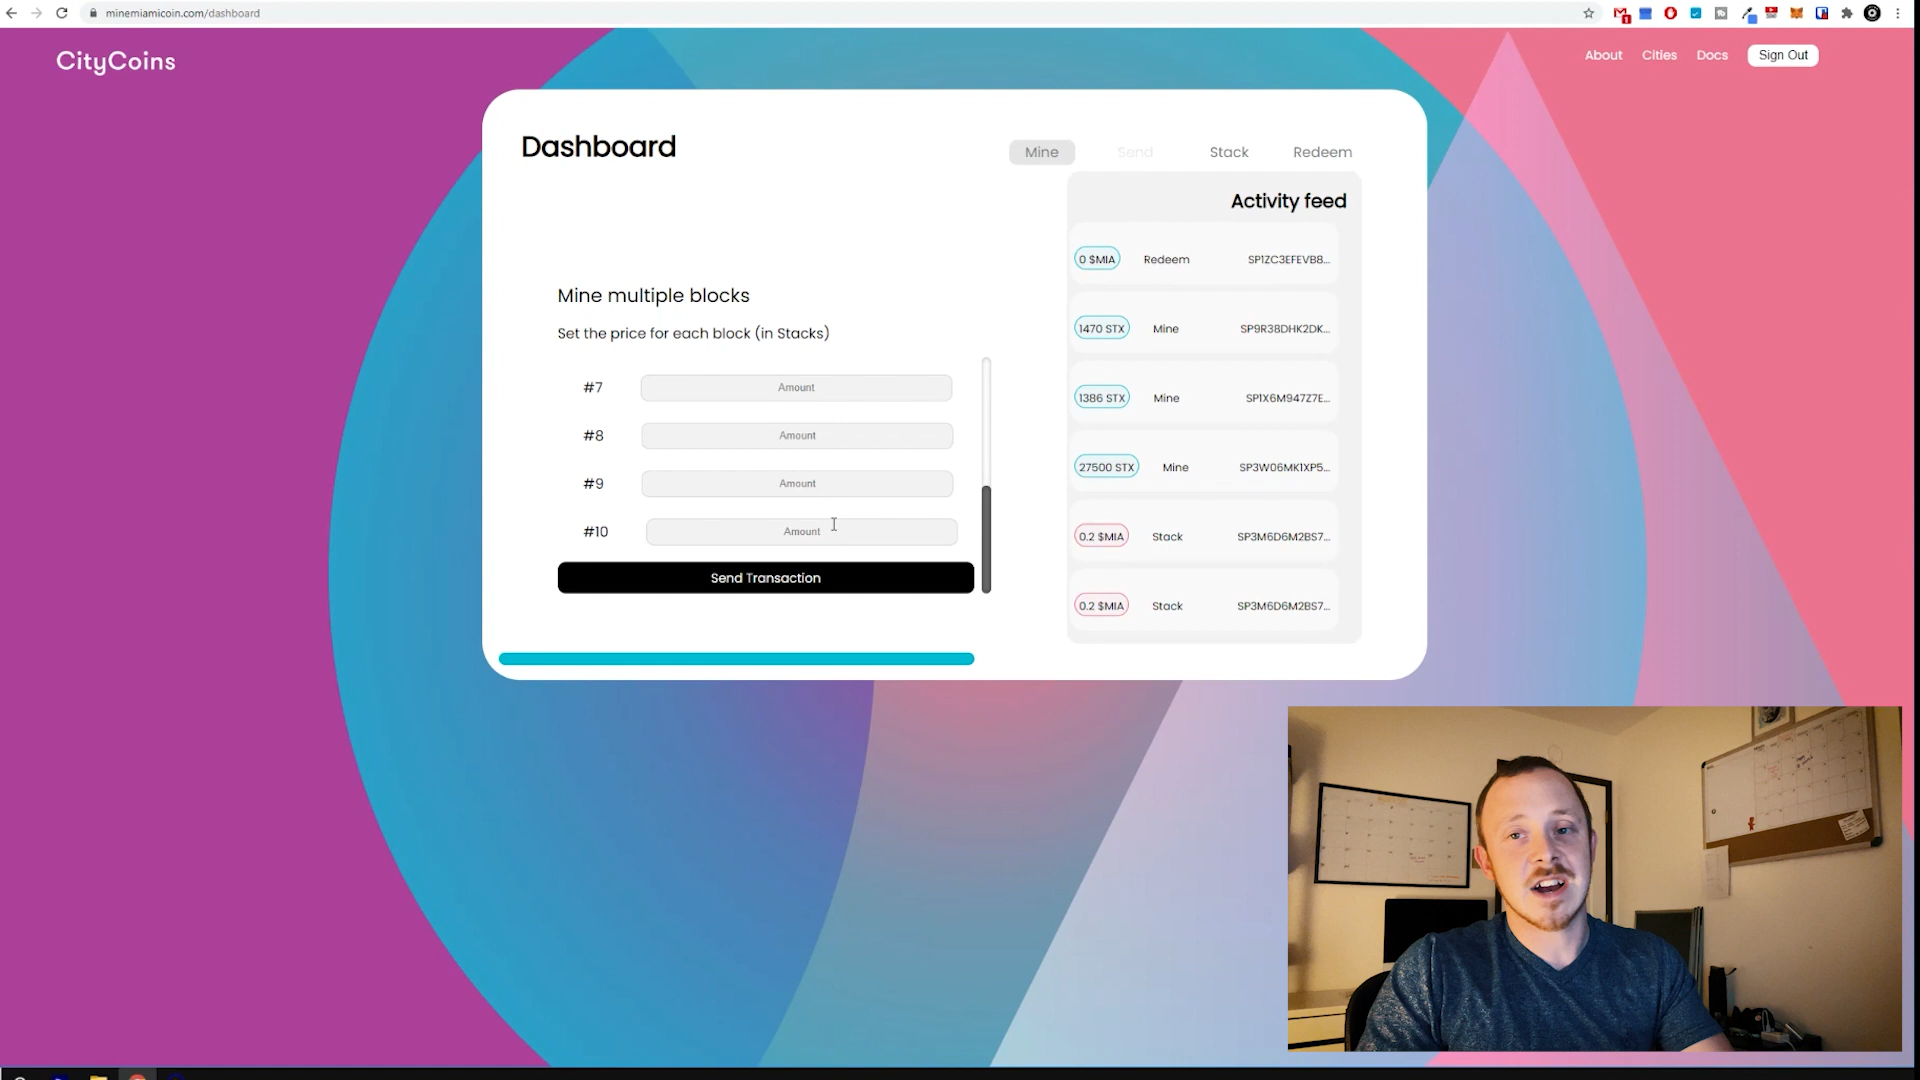 minemiamicoin.com/dashboard
CityCoins
About Cities Docs Sign Out
Dashboard
Mine Send Stack Redeem
Activity feed
0 $MIA Redeem SP1ZC3EFEVB8...
1470 STX Mine SP9R38DHK2DK...
1386 STX Mine SP1X6M947Z7E...
27500 STX Mine SP3W06MK1XP5...
0.2 $MIA Stack SP3M6D6M2BS7...
0.2 $MIA Stack SP3M6D6M2BS7...
Mine multiple blocks
Set the price for each block (in Stacks)
#7 Amount
#8 Amount
#9 Amount
#10 Amount
Send Transaction